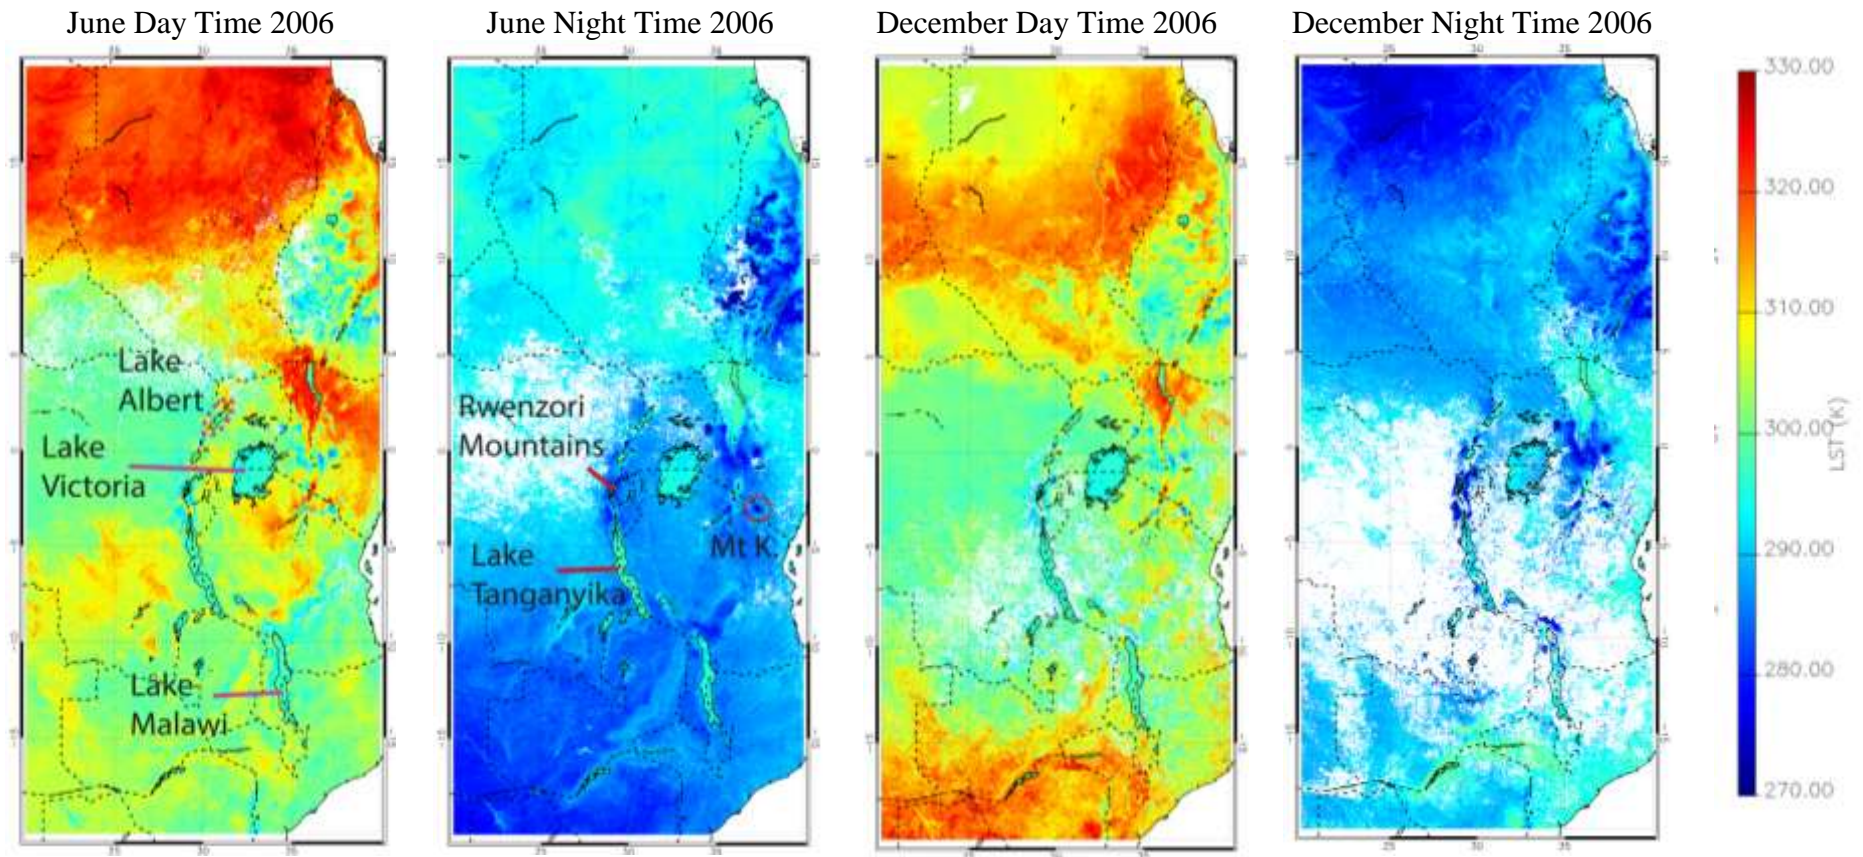 June Day Time 2006
June Night Time 2006
December Day Time 2006
December Night Time 2006
Lake
Albert
Lake
Victoria
Lake
Malawi
Rwenzori
Mountains
Lake
Tanganyika
Mt K.
330.00
320.00
310.00
300.00
290.00
280.00
270.00
LST (K)